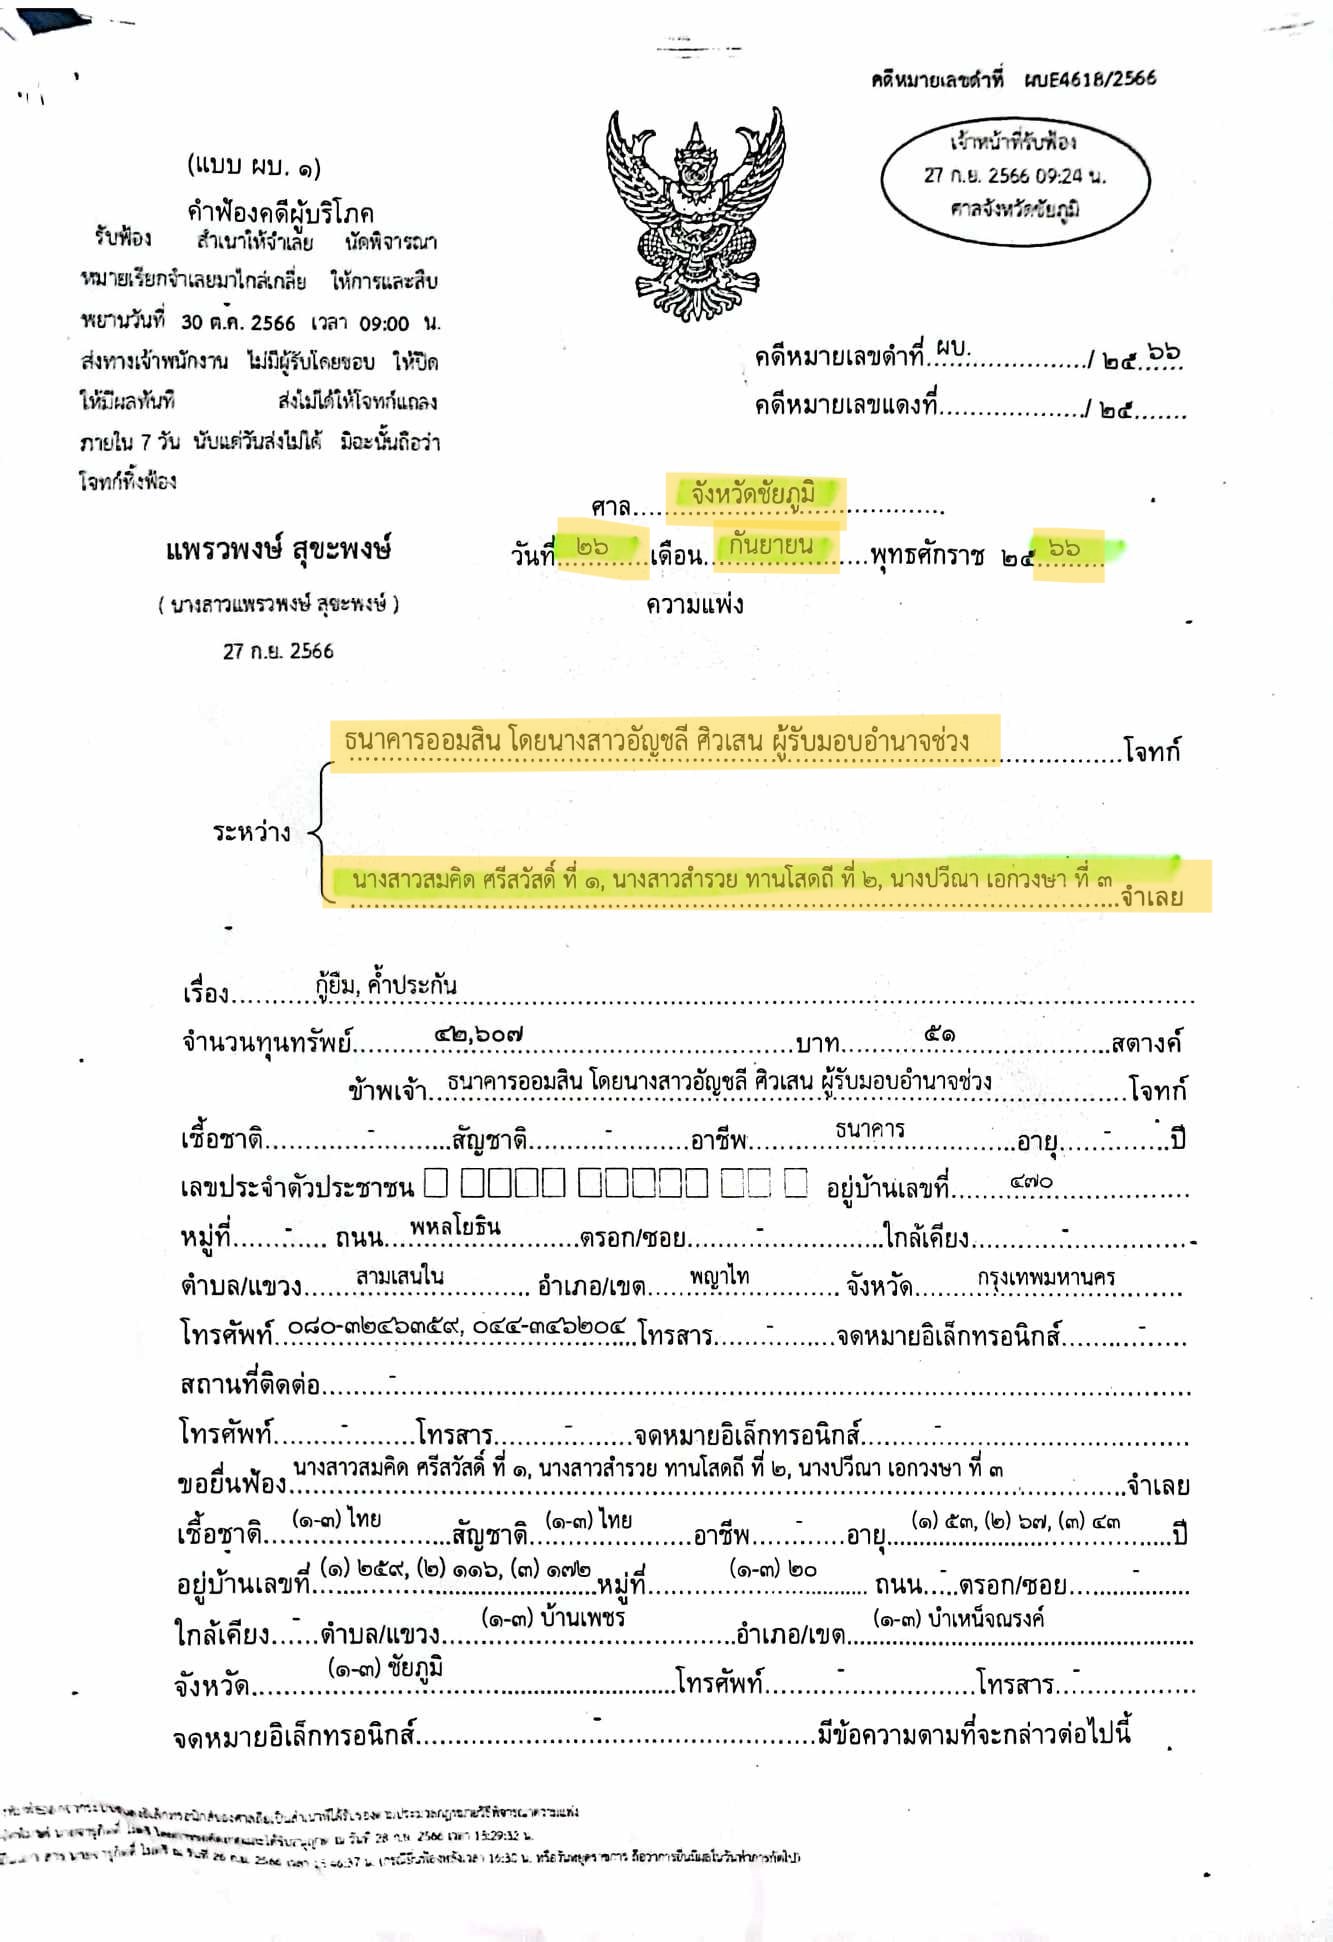 คดีหมายเลขดำที่ ผบE4618/2566
เจ้าหน้าที่รับฟ้อง
27 ก.ย. 2566 09:24 น.
ศาลจังหวัดชัยภูมิ
(แบบ ผบ. ๑)
คำฟ้องคดีผู้บริโภค
รับฟ้อง สำเนาให้จำเลย นัดพิจารณา
หมายเรียกจำเลยมาไกล่เกลี่ย ให้การและสืบ
พยานวันที่ 30 ต.ค. 2566 เวลา 09:00 น.
ส่งทางเจ้าพนักงาน ไม่มีผู้รับโดยชอบ ให้ปิด
ให้มีผลทันที ส่งไม่ได้ให้โจทก์แถลง
ภายใน 7 วัน นับแต่วันส่งไม่ได้ มิฉะนั้นถือว่า
โจทก์ทิ้งฟ้อง
แพรวพงษ์ สุขะพงษ์
( นางสาวแพรวพงษ์ สุขะพงษ์ )
27 ก.ย. 2566
คดีหมายเลขดำที่ ผบ...................../ ๒๕ ๖๖
คดีหมายเลขแดงที่..................../ ๒๕.......
ศาล จังหวัดชัยภูมิ
วันที่ ๒๖ เดือน กันยายน พุทธศักราช ๒๕ ๖๖
ความแพ่ง
ธนาคารออมสิน โดยนางสาวอัญชลี ศิวเสน ผู้รับมอบอำนาจช่วง โจทก์
ระหว่าง
นางสาวสมคิด ศรีสวัสดิ์ ที่ ๑, นางสาวสำรวย ทานโสดถี ที่ ๒, นางปวีณา เอกวงษา ที่ ๓ จำเลย
เรื่อง กู้ยืม, ค้ำประกัน
จำนวนทุนทรัพย์ ๔๒,๖๐๗ บาท ๕๑ สตางค์
ข้าพเจ้า ธนาคารออมสิน โดยนางสาวอัญชลี ศิวเสน ผู้รับมอบอำนาจช่วง โจทก์
เชื้อชาติ - สัญชาติ - อาชีพ ธนาคาร อายุ - ปี
เลขประจำตัวประชาชน อยู่บ้านเลขที่ ๔๗๐
หมู่ที่ - ถนน พหลโยธิน ตรอก/ซอย - ใกล้เคียง -
ตำบล/แขวง สามเสนใน อำเภอ/เขต พญาไท จังหวัด กรุงเทพมหานคร
โทรศัพท์ ๐๘๐-๓๒๔๖๓๕๙, ๐๔๔-๓๔๖๒๐๔ โทรสาร - จดหมายอิเล็กทรอนิกส์ -
สถานที่ติดต่อ -
โทรศัพท์ - โทรสาร - จดหมายอิเล็กทรอนิกส์ -
ขอยื่นฟ้อง นางสาวสมคิด ศรีสวัสดิ์ ที่ ๑, นางสาวสำรวย ทานโสดถี ที่ ๒, นางปวีณา เอกวงษา ที่ ๓ จำเลย
เชื้อชาติ (๑-๓) ไทย สัญชาติ (๑-๓) ไทย อาชีพ - อายุ (๑) ๕๓, (๒) ๖๗, (๓) ๔๓ ปี
อยู่บ้านเลขที่ (๑) ๒๕๙, (๒) ๑๑๖, (๓) ๑๗๒ หมู่ที่ (๑-๓) ๒๐ ถนน - ตรอก/ซอย -
ใกล้เคียง - ตำบล/แขวง (๑-๓) บ้านเพชร อำเภอ/เขต (๑-๓) บำเหน็จณรงค์
จังหวัด (๑-๓) ชัยภูมิ โทรศัพท์ - โทรสาร -
จดหมายอิเล็กทรอนิกส์ - มีข้อความตามที่จะกล่าวต่อไปนี้
ณ วันที่ 28 ก.ย. 2566 เวลา 15:29:32 น.
ณ วันที่ 26 ก.ย. 2566 (กรณียื่นฟ้องหลังเวลา 16:30 น. หรือวันหยุดราชการ ถือว่าการยื่นมีผลในวันทำการถัดไป)